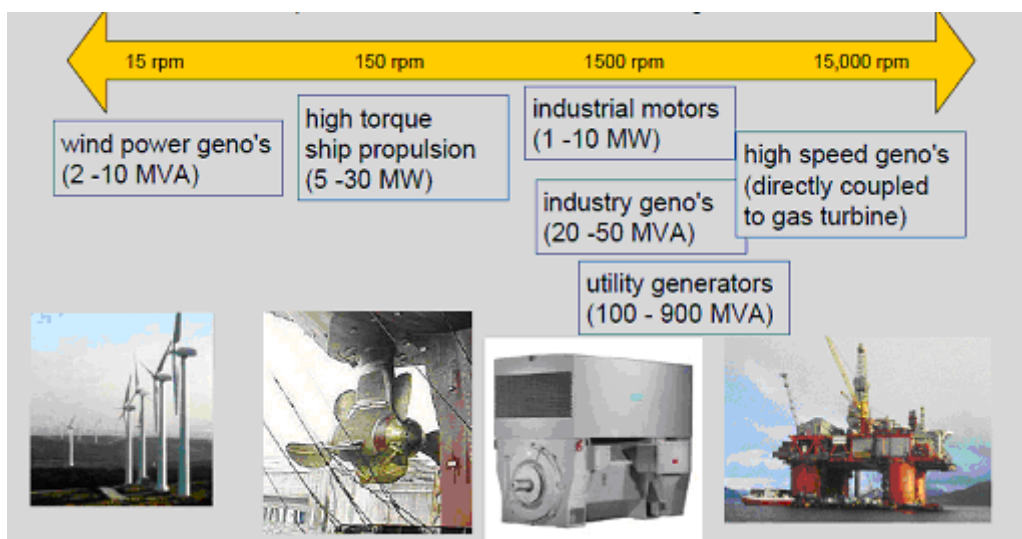 15 rpm 150 rpm 1500 rpm 15,000 rpm
wind power geno's
(2 -10 MVA)
high torque
ship propulsion
(5 -30 MW)
industrial motors
(1 -10 MW)
industry geno's
(20 -50 MVA)
utility generators
(100 - 900 MVA)
high speed geno's
(directly coupled
to gas turbine)